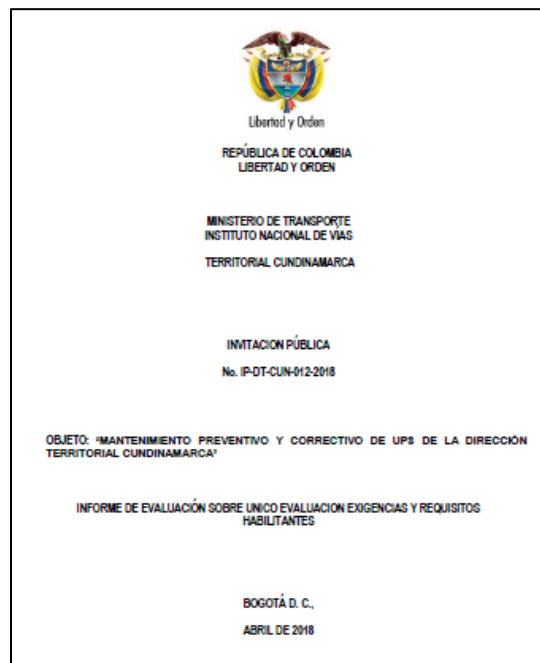 Libertad y Orden
REPÚBLICA DE COLOMBIA
LIBERTAD Y ORDEN
MINISTERIO DE TRANSPORTE
INSTITUTO NACIONAL DE VÍAS
TERRITORIAL CUNDINAMARCA
INVITACION PÚBLICA
No. IP-DT-CUN-012-2018
OBJETO: "MANTENIMIENTO PREVENTIVO Y CORRECTIVO DE UPS DE LA DIRECCIÓN
TERRITORIAL CUNDINAMARCA"
INFORME DE EVALUACIÓN SOBRE UNICO EVALUACION EXIGENCIAS Y REQUISITOS
HABILITANTES
BOGOTÁ D. C.,
ABRIL DE 2018